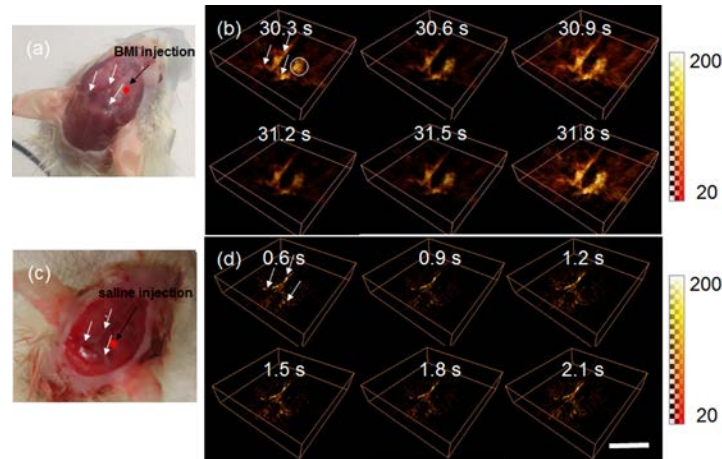 (a)
BMI injection
(b)
30.3 s
30.6 s
30.9 s
31.2 s
31.5 s
31.8 s
200
20
(c)
saline injection
(d)
0.6 s
0.9 s
1.2 s
1.5 s
1.8 s
2.1 s
200
20